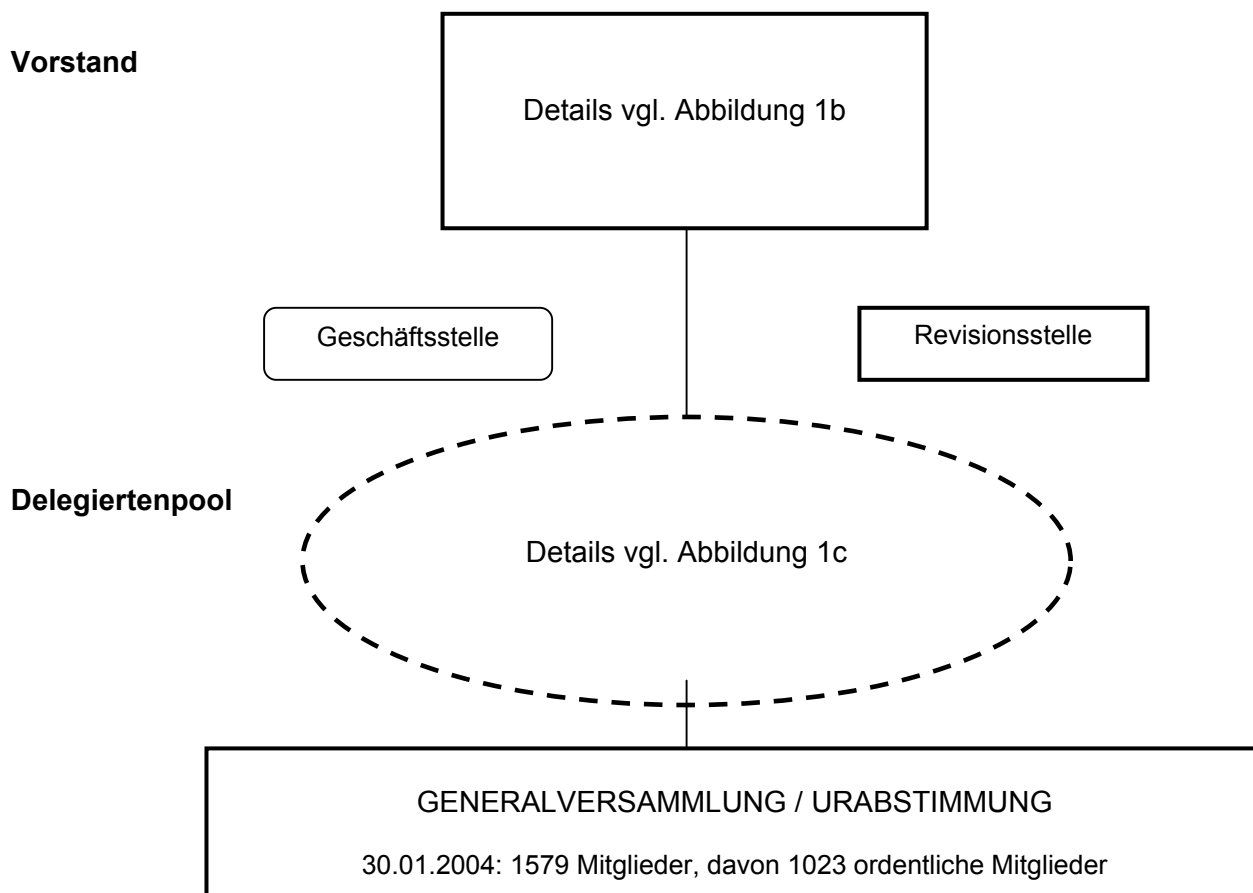 Vorstand
Details vgl. Abbildung 1b
Geschäftsstelle
Revisionsstelle
Delegiertenpool
Details vgl. Abbildung 1c
GENERALVERSAMMLUNG / URABSTIMMUNG
30.01.2004: 1579 Mitglieder, davon 1023 ordentliche Mitglieder